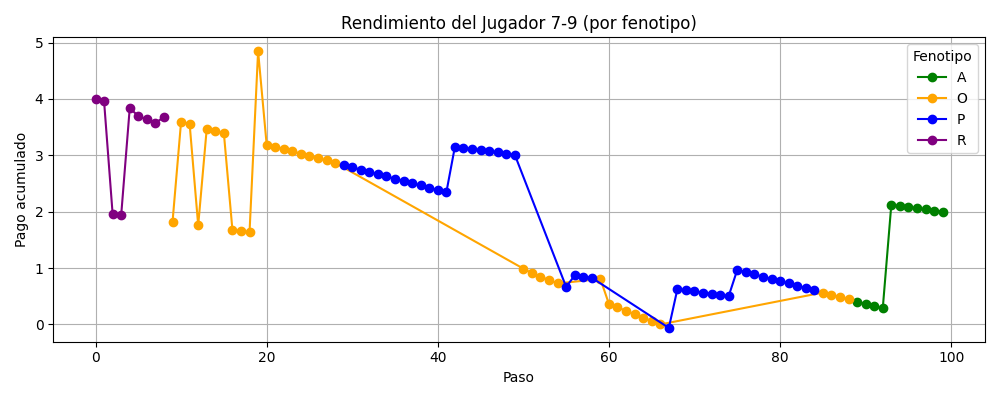 Rendimiento del Jugador 7-9 (por fenotipo)
Pago acumulado
5
4
3
2
1
0
Fenotipo
A
O
P
R
0 20 40 60 80 100
Paso